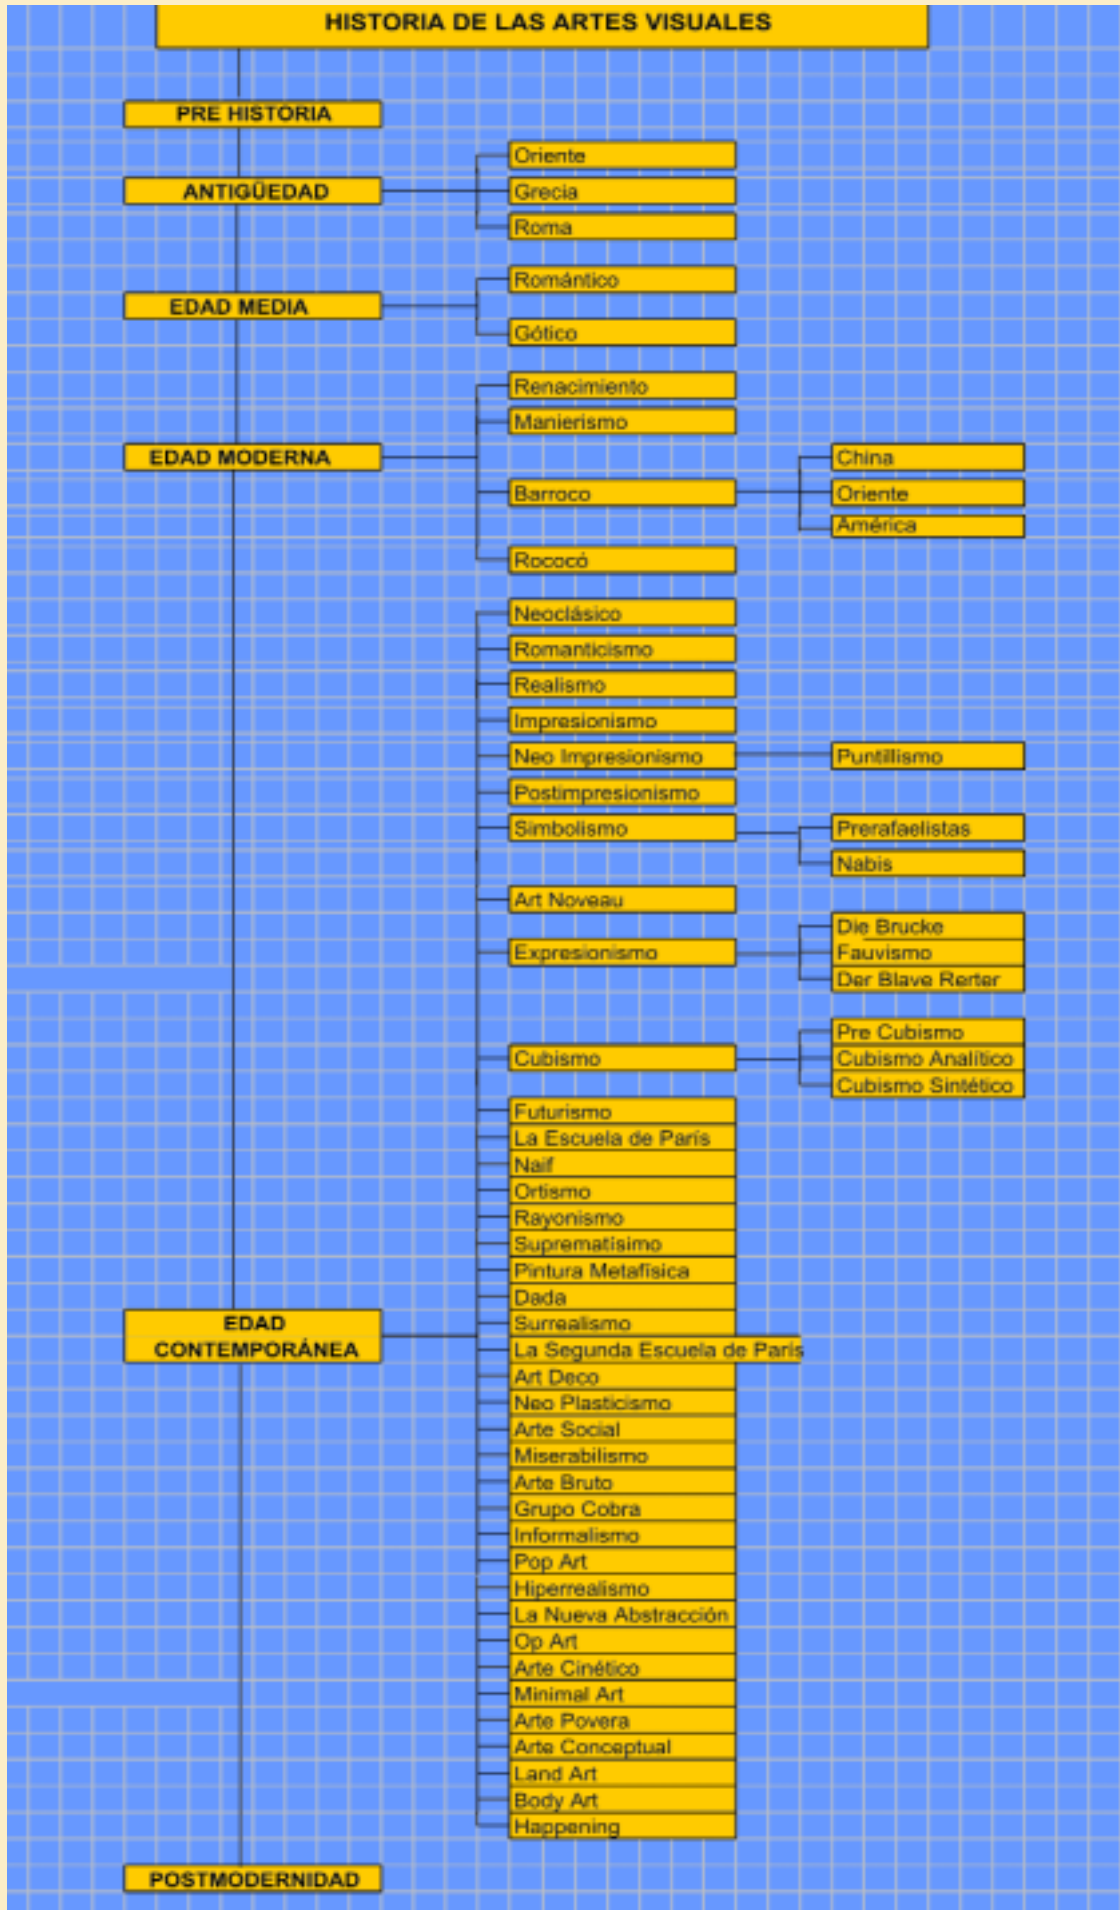 HISTORIA DE LAS ARTES VISUALES
PRE HISTORIA
ANTIGÜEDAD
Oriente
Grecia
Roma
EDAD MEDIA
Romántico
Gótico
EDAD MODERNA
Renacimiento
Manierismo
Barroco
China
Oriente
América
Rococó
EDAD
CONTEMPORÁNEA
Neoclásico
Romanticismo
Realismo
Impresionismo
Neo Impresionismo
Puntillismo
Postimpresionismo
Simbolismo
Prerafaelistas
Nabis
Art Noveau
Expresionismo
Die Brucke
Fauvismo
Der Blave Rerter
Cubismo
Pre Cubismo
Cubismo Analítico
Cubismo Sintético
Futurismo
La Escuela de París
Naif
Ortismo
Rayonismo
Suprematísimo
Pintura Metafísica
Dada
Surrealismo
La Segunda Escuela de París
Art Deco
Neo Plasticismo
Arte Social
Miserabilismo
Arte Bruto
Grupo Cobra
Informalismo
Pop Art
Hiperrealismo
La Nueva Abstracción
Op Art
Arte Cinético
Minimal Art
Arte Povera
Arte Conceptual
Land Art
Body Art
Happening
POSTMODERNIDAD